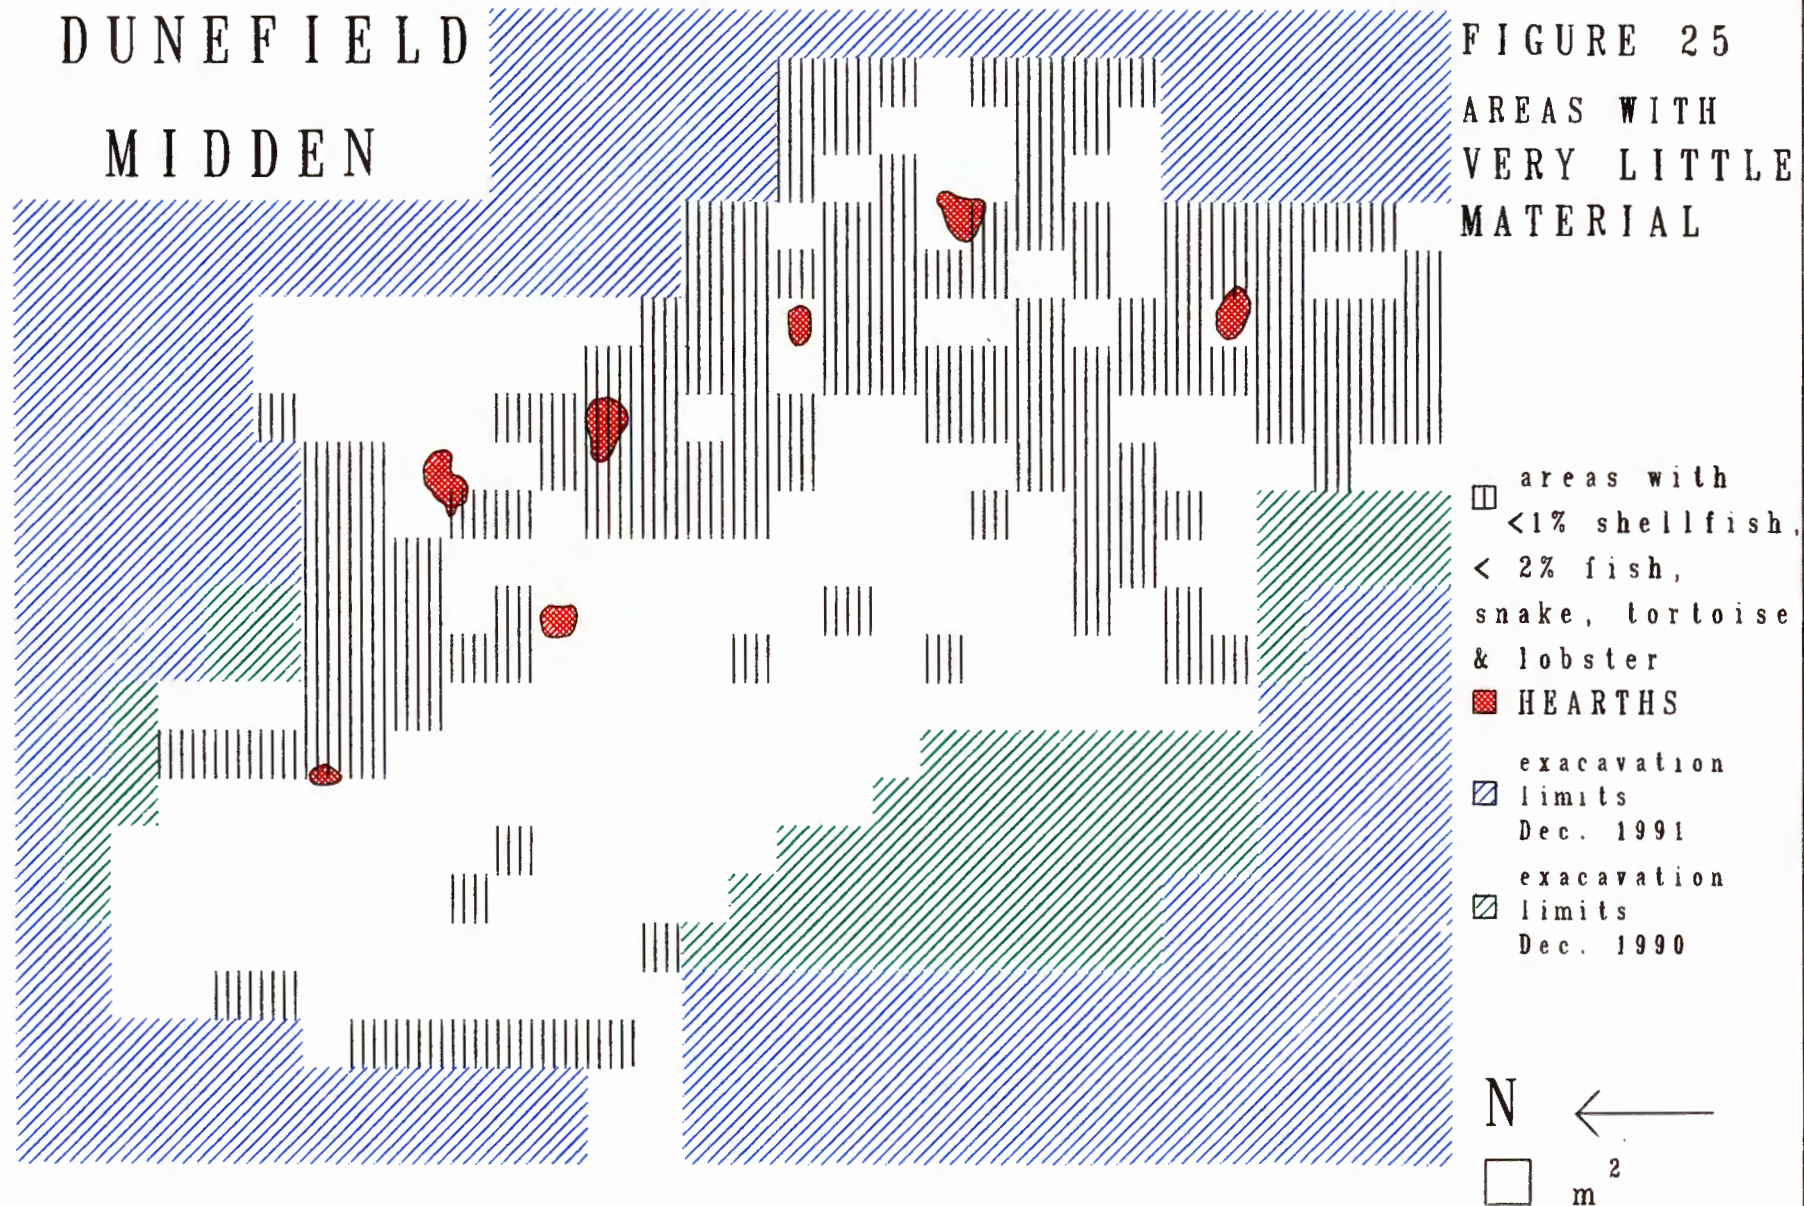 DUNEFIELD
MIDDEN
FIGURE 25
AREAS WITH
VERY LITTLE
MATERIAL
areas with
<1% shellfish,
< 2% fish,
snake, tortoise
& lobster
HEARTHS
exacavation
limits
Dec. 1991
exacavation
limits
Dec. 1990
N
m²